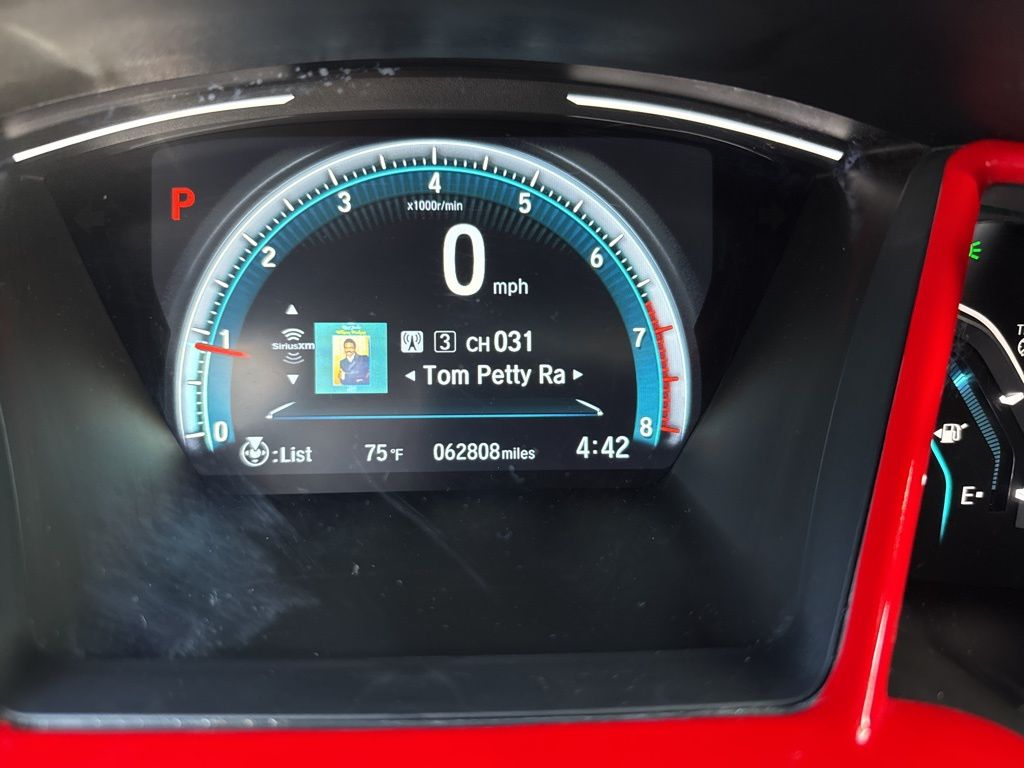 P
4
x1000r/min
3
5
2
6
0 mph
1
7
SiriusXM
3 CH 031
Tom Petty Ra
0
8
:List
75°F
062808 miles
4:42
E